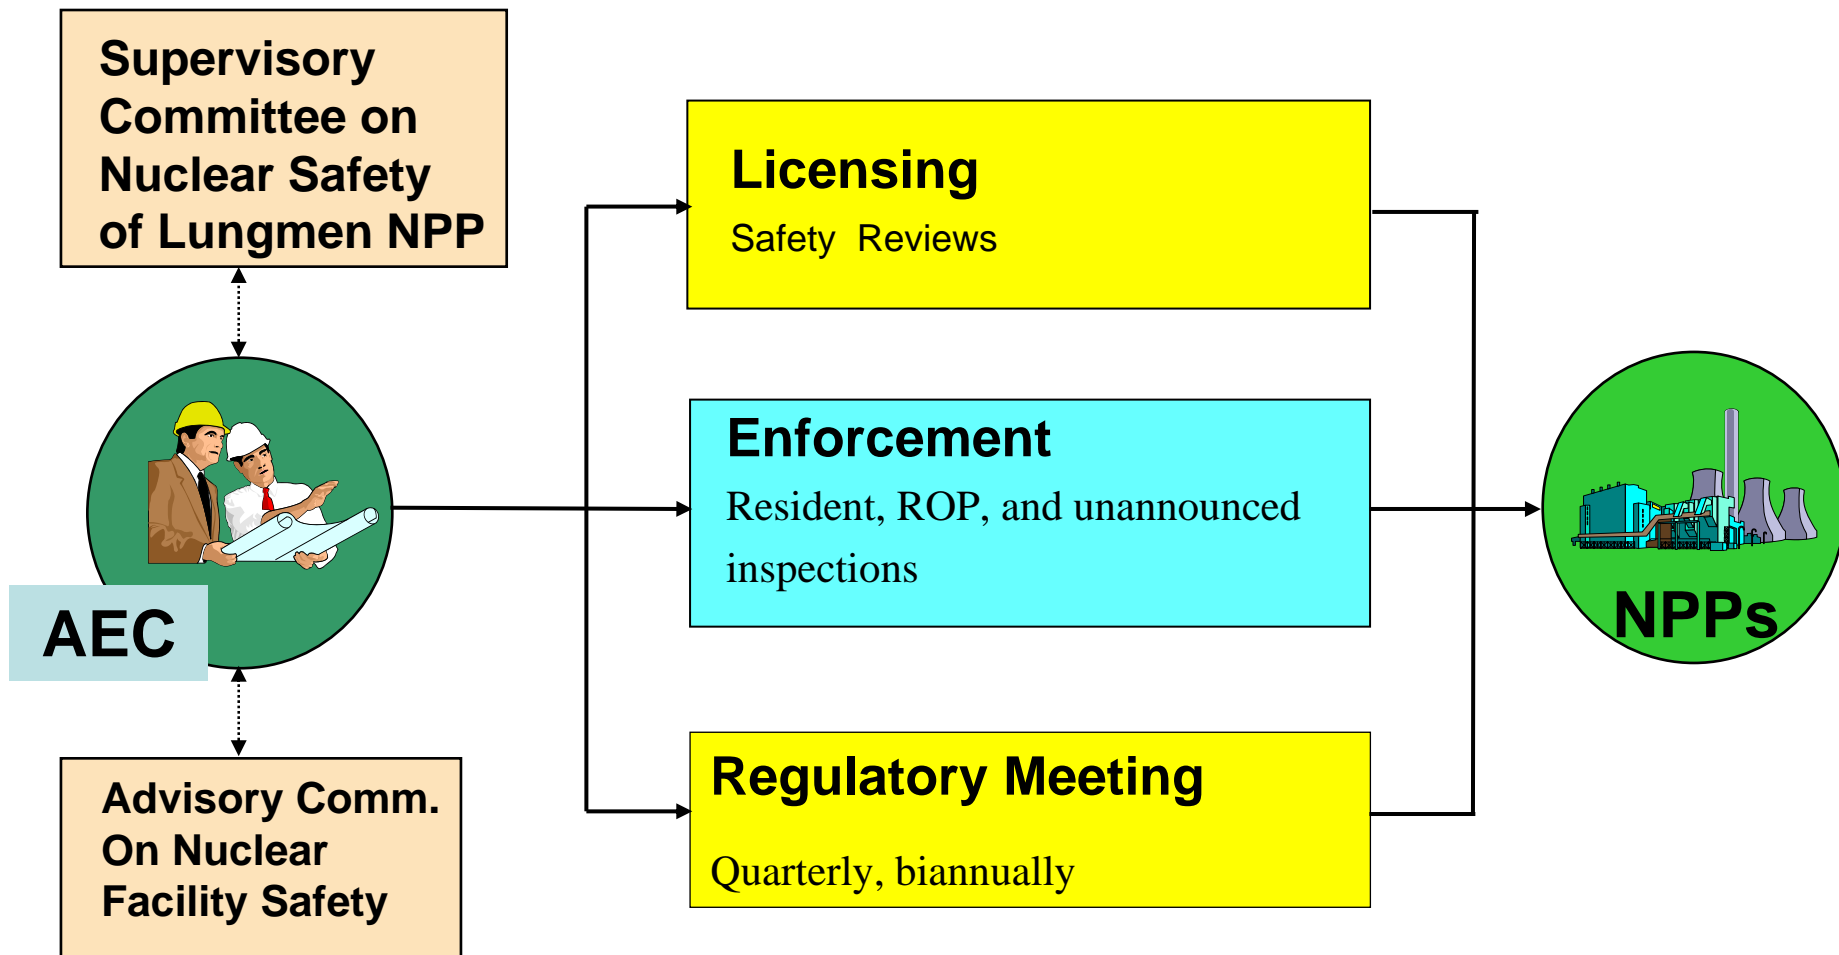 Supervisory
Committee on
Nuclear Safety
of Lungmen NPP
AEC
Advisory Comm.
On Nuclear
Facility Safety
Licensing
Safety Reviews
Enforcement
Resident, ROP, and unannounced
inspections
Regulatory Meeting
Quarterly, biannually
NPPs